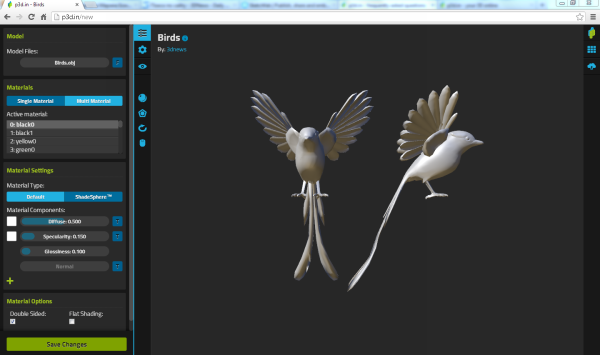 p3d.in - Birds
p3d.in/new
Model
Model Files:
Birds.obj
Materials
Single Material
Multi Material
Active material:
0: black0
1: black1
2: yellow0
3: green0
Material Settings
Material Type:
Default
ShadeSphere™
Material Components:
Diffuse: 0.500
Specularity: 0.150
Glossiness: 0.100
Normal
Material Options
Double Sided:
Flat Shading:
Save Changes
Birds
By: 3dnews